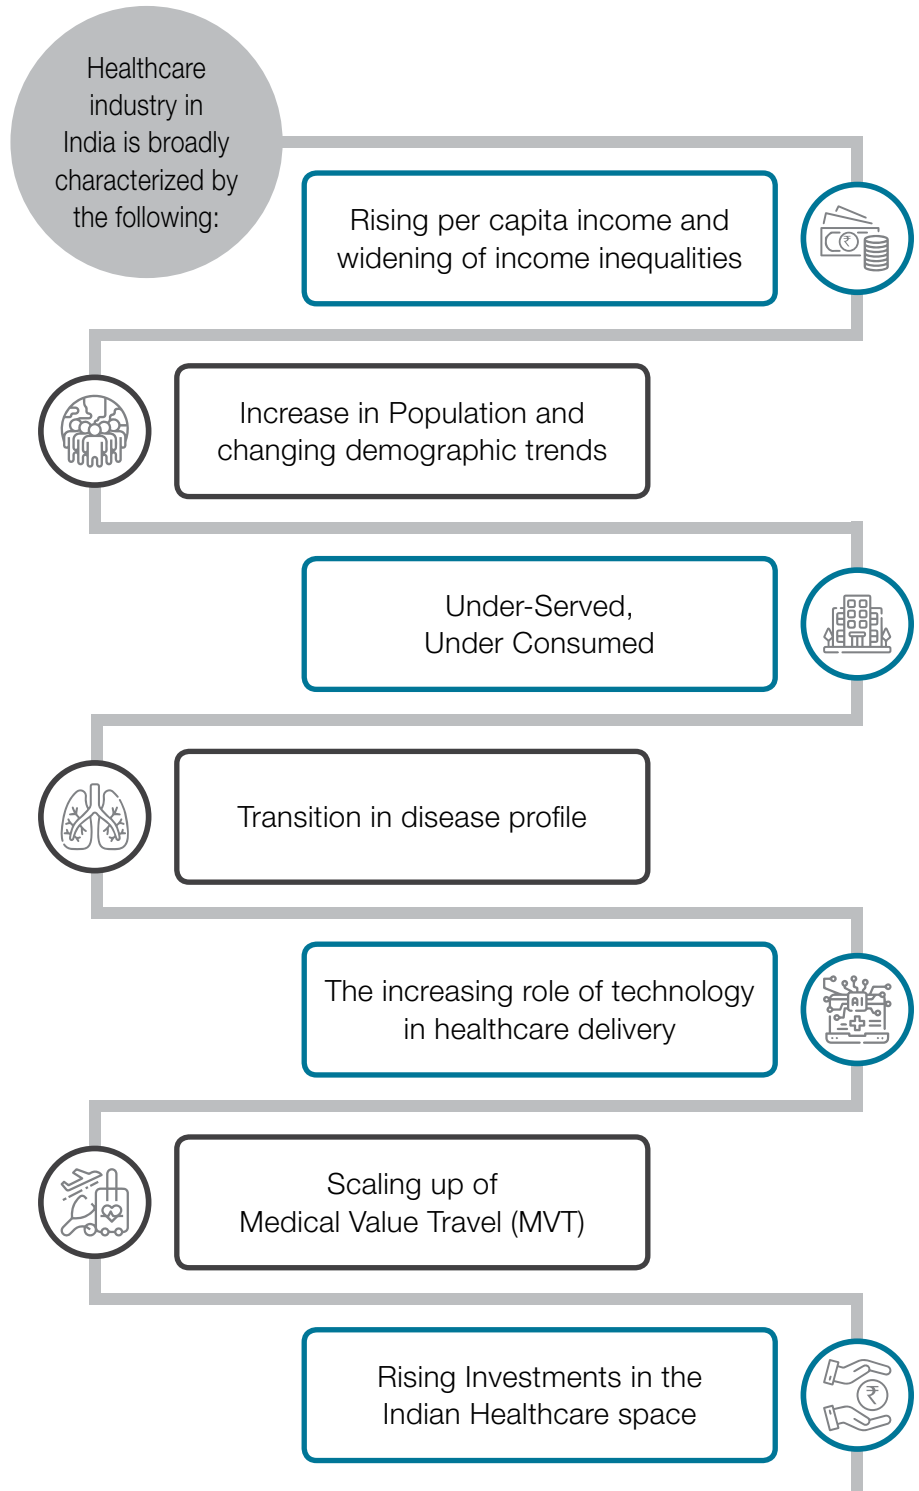 Healthcare
industry in
India is broadly
characterized by
the following:
Rising per capita income and
widening of income inequalities
₹
Increase in Population and
changing demographic trends
Under-Served,
Under Consumed
Transition in disease profile
The increasing role of technology
in healthcare delivery
AI
Scaling up of
Medical Value Travel (MVT)
Rising Investments in the
Indian Healthcare space
₹